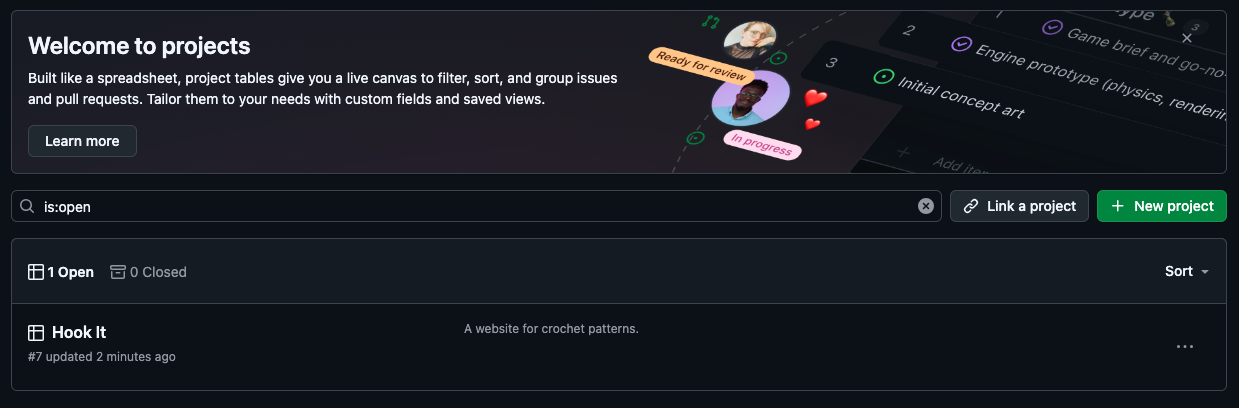 Welcome to projects
Built like a spreadsheet, project tables give you a live canvas to filter, sort, and group issues
and pull requests. Tailor them to your needs with custom fields and saved views.
Learn more
Ready for review
In progress
1
2
Game brief and go-no-
3
Engine prototype (physics, renderin
3
Initial concept art
+ Add
is:open
Link a project
New project
1 Open
0 Closed
Sort
Hook It
A website for crochet patterns.
#7 updated 2 minutes ago